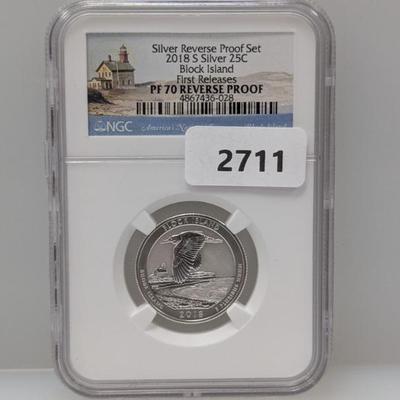 Silver Reverse Proof Set
2018 S Silver 25C
Block Island
First Releases
PF 70 REVERSE PROOF
4867436-028
NGC
America's
2711
BLOCK ISLAND
2018